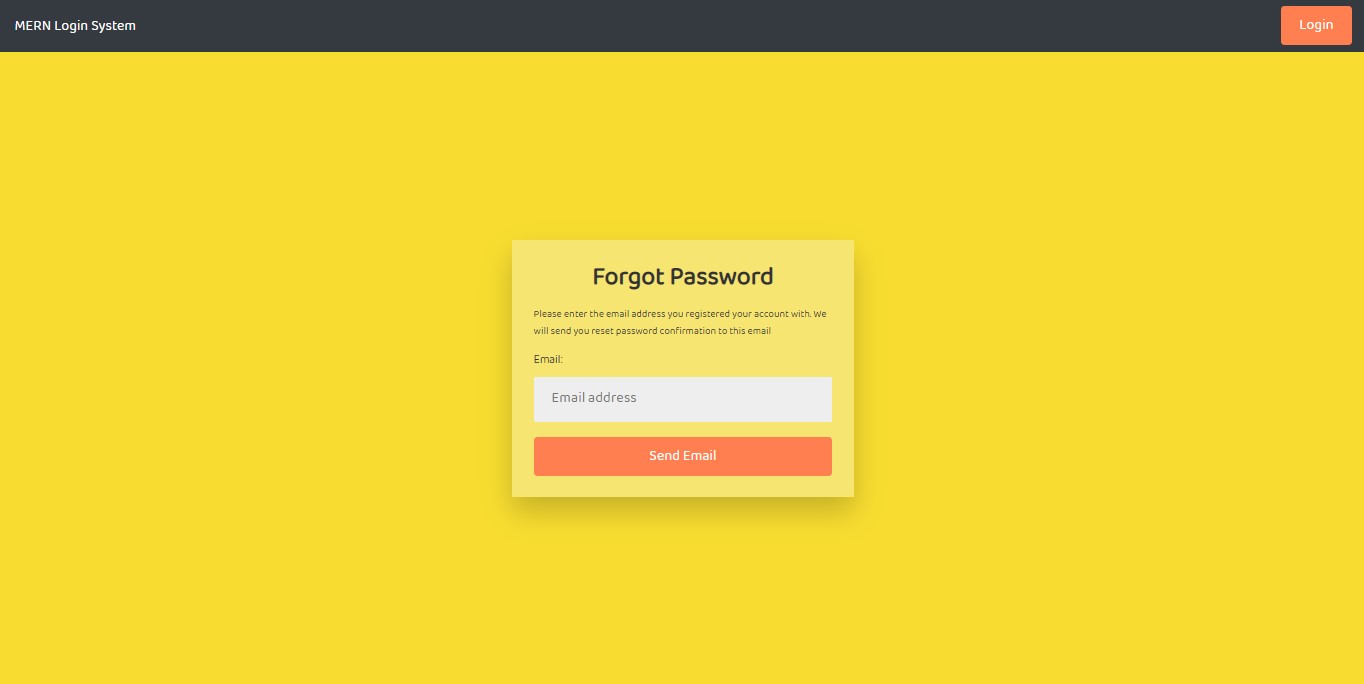 MERN Login System
Login
Forgot Password
Please enter the email address you registered your account with. We
will send you reset password confirmation to this email
Email:
Email address
Send Email